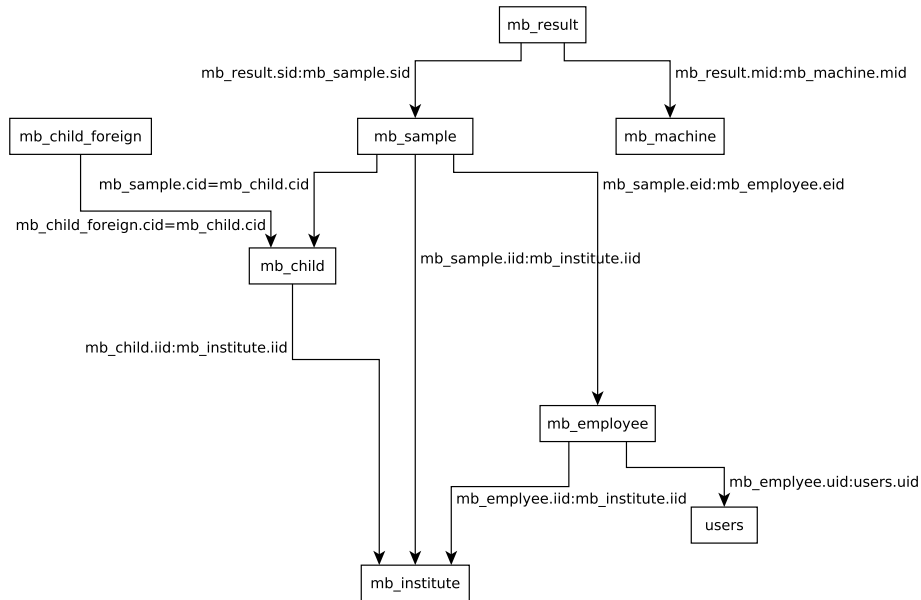 mb_result
mb_result.sid:mb_sample.sid
mb_result.mid:mb_machine.mid
mb_child_foreign
mb_sample
mb_machine
mb_sample.cid=mb_child.cid
mb_sample.eid:mb_employee.eid
mb_child_foreign.cid=mb_child.cid
mb_child
mb_sample.iid:mb_institute.iid
mb_child.iid:mb_institute.iid
mb_employee
mb_emplyee.uid:users.uid
mb_emplyee.iid:mb_institute.iid
users
mb_institute